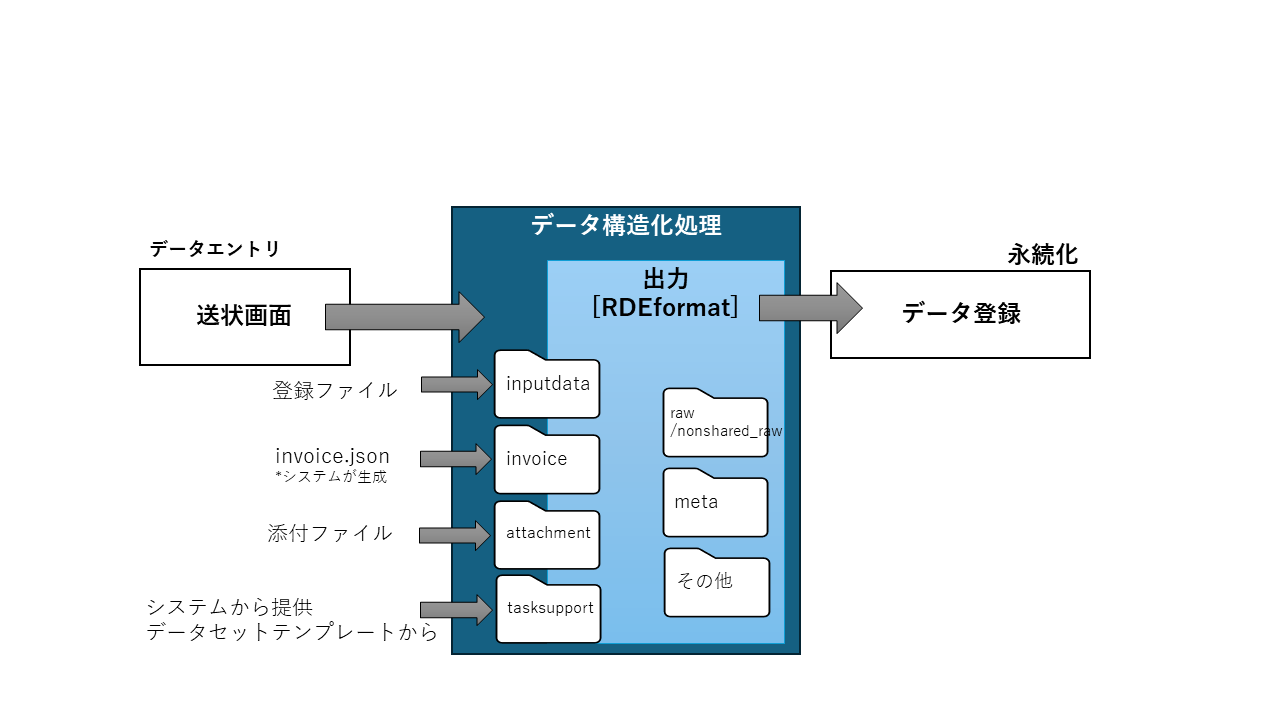 データ構造化処理
データエントリ
永続化
出力
[RDEformat]
送状画面
データ登録
登録ファイル
inputdata
raw
/nonshared_raw
invoice.json
*システムが生成
invoice
meta
添付ファイル
attachment
その他
システムから提供
データセットテンプレートから
tasksupport